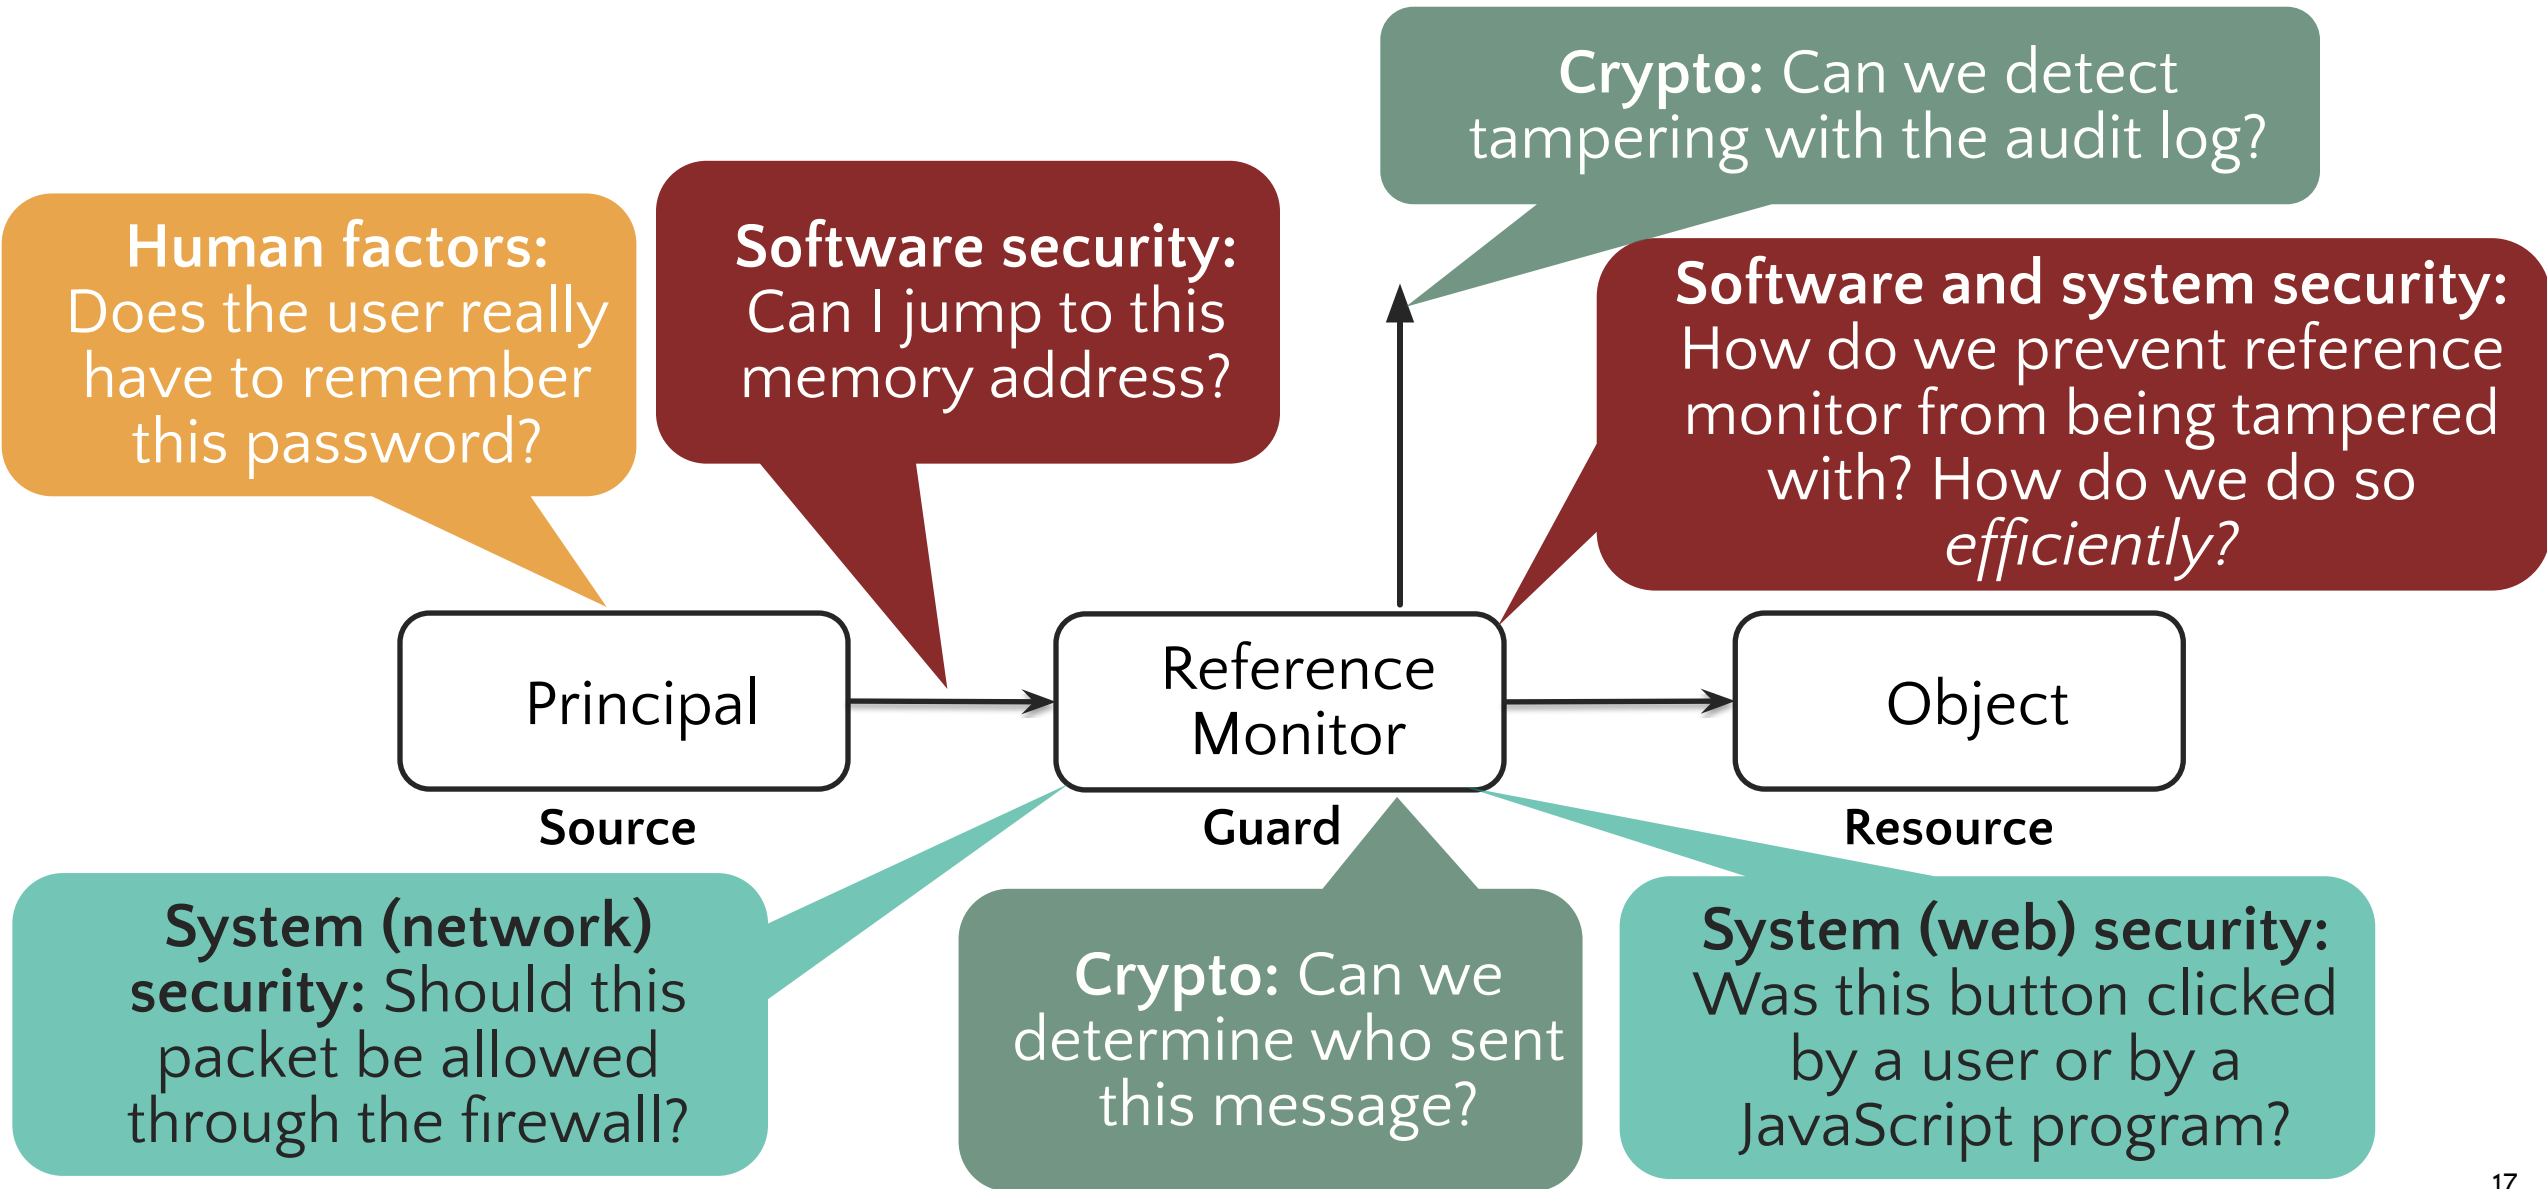 Crypto: Can we detect
tampering with the audit log?
Human factors:
Does the user really
have to remember
this password?
Software security:
Can I jump to this
memory address?
Software and system security:
How do we prevent reference
monitor from being tampered
with? How do we do so
efficiently?
Principal
Reference
Monitor
Object
Source
Guard
Resource
System (network)
security: Should this
packet be allowed
through the firewall?
Crypto: Can we
determine who sent
this message?
System (web) security:
Was this button clicked
by a user or by a
JavaScript program?
17